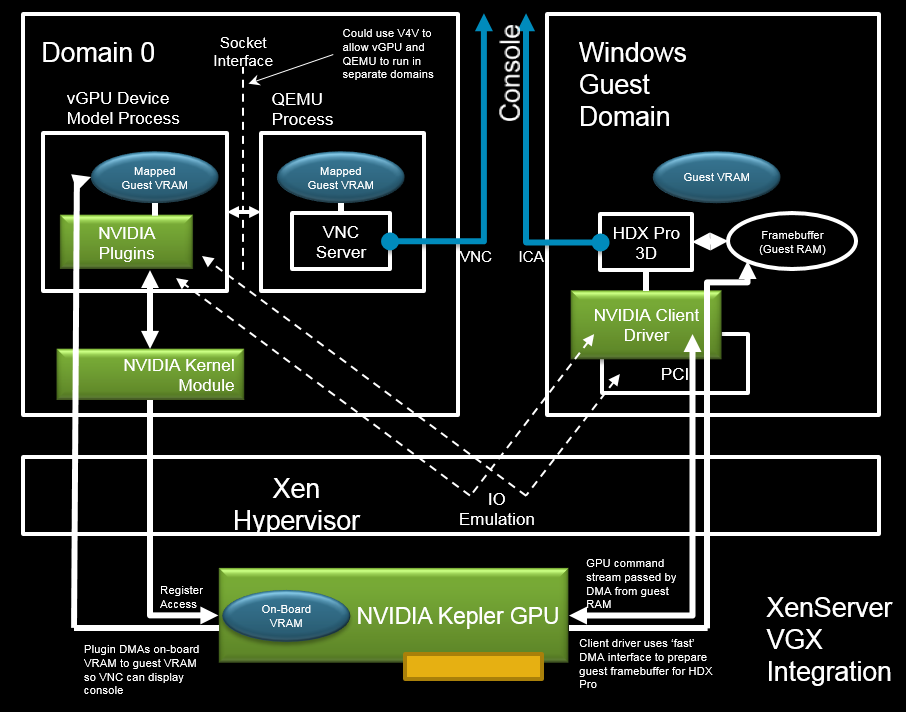 Domain 0
Socket
Interface
Could use V4V to
allow vGPU and
QEMU to run in
separate domains
vGPU Device
Model Process
QEMU
Process
Mapped
Guest VRAM
NVIDIA
Plugins
Mapped
Guest VRAM
VNC
Server
NVIDIA Kernel
Module
Console
VNC
ICA
Windows
Guest
Domain
Guest VRAM
HDX Pro
3D
Framebuffer
(Guest RAM)
NVIDIA Client
Driver
PCI
Xen
Hypervisor
IO
Emulation
Register
Access
On-Board
VRAM
NVIDIA Kepler GPU
GPU command
stream passed by
DMA from guest
RAM
Plugin DMAs on-board
VRAM to guest VRAM
so VNC can display
console
Client driver uses ‘fast’
DMA interface to prepare
guest framebuffer for HDX
Pro
XenServer
VGX
Integration